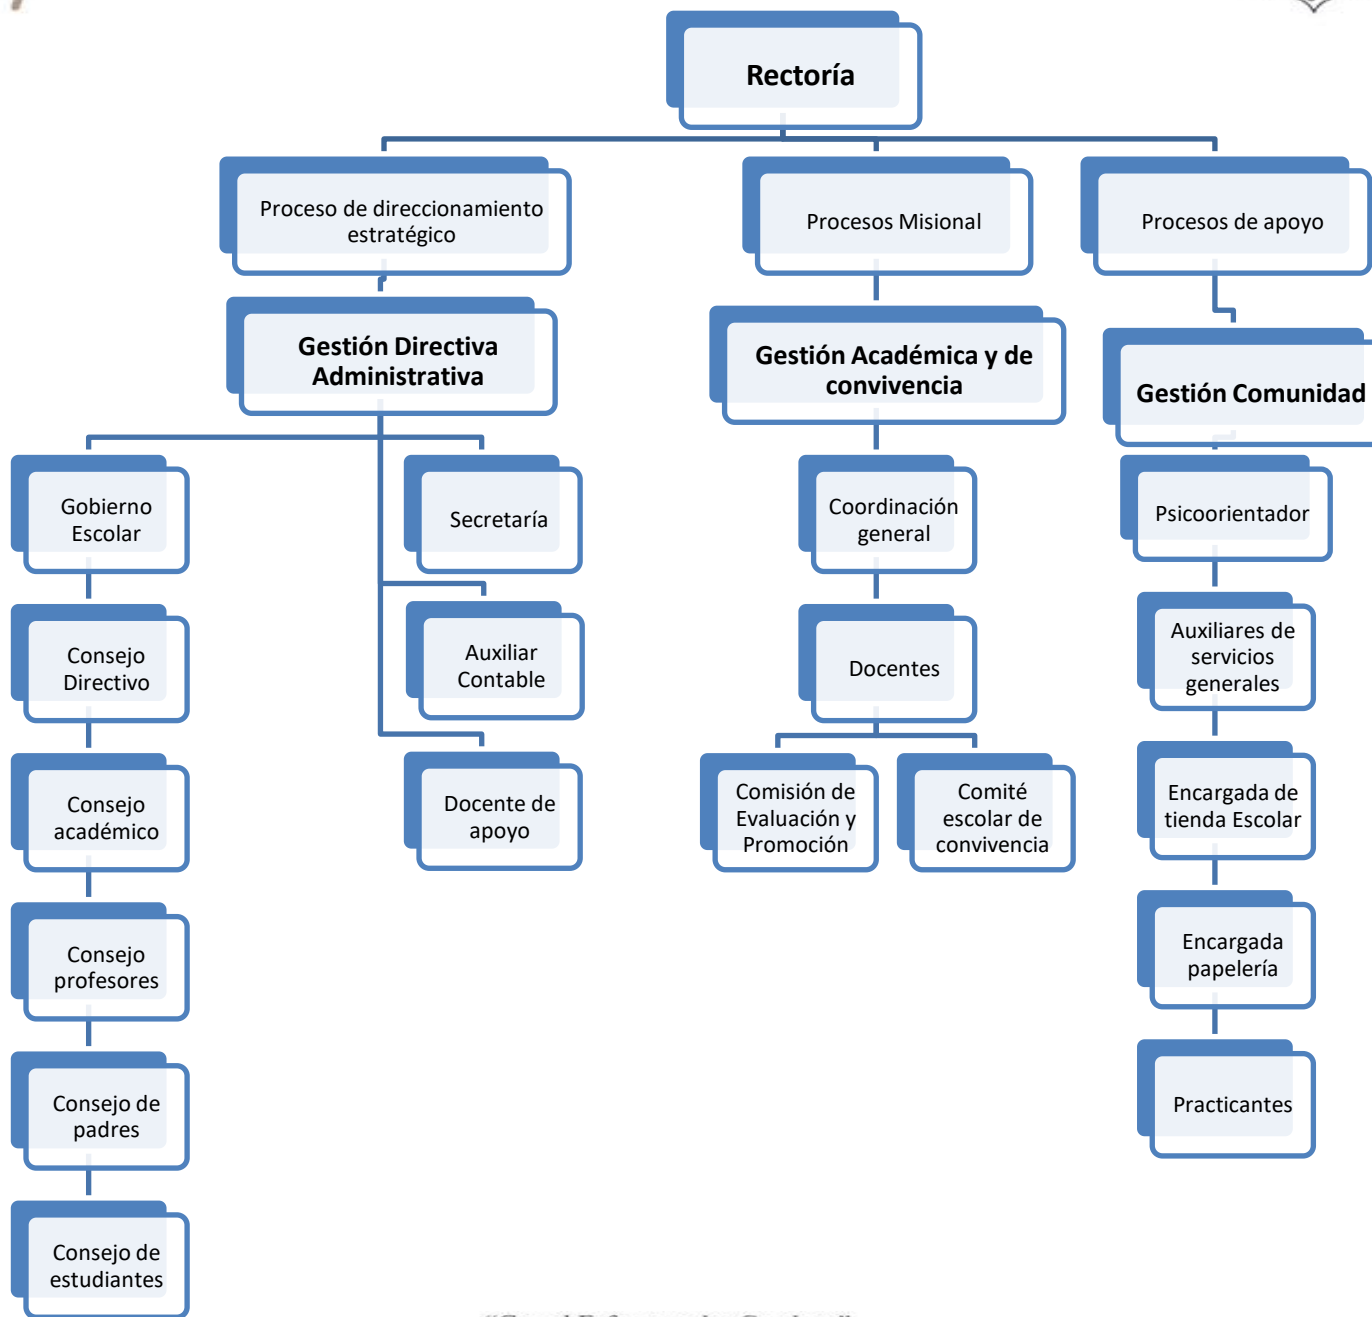 Rectoría
Proceso de direccionamiento
estratégico
Procesos Misional
Procesos de apoyo
Gestión Directiva
Administrativa
Gestión Académica y de
convivencia
Gestión Comunidad
Gobierno
Escolar
Secretaría
Coordinación
general
Psicoorientador
Consejo
Directivo
Auxiliar
Contable
Docentes
Auxiliares de
servicios
generales
Consejo
académico
Docente de
apoyo
Comisión de
Evaluación y
Promoción
Comité
escolar de
convivencia
Encargada de
tienda Escolar
Consejo
profesores
Encargada
papelería
Consejo de
padres
Practicantes
Consejo de
estudiantes